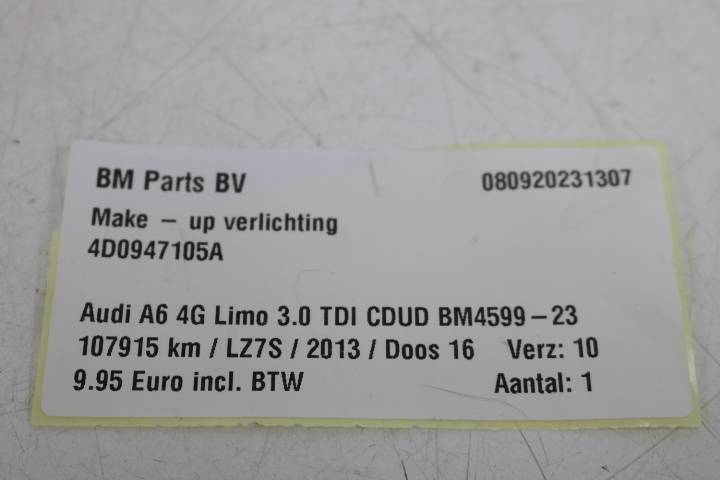 BM Parts BV 080920231307
Make – up verlichting
4D0947105A
Audi A6 4G Limo 3.0 TDI CDUD BM4599–23
107915 km / LZ7S / 2013 / Doos 16 Verz: 10
9.95 Euro incl. BTW Aantal: 1